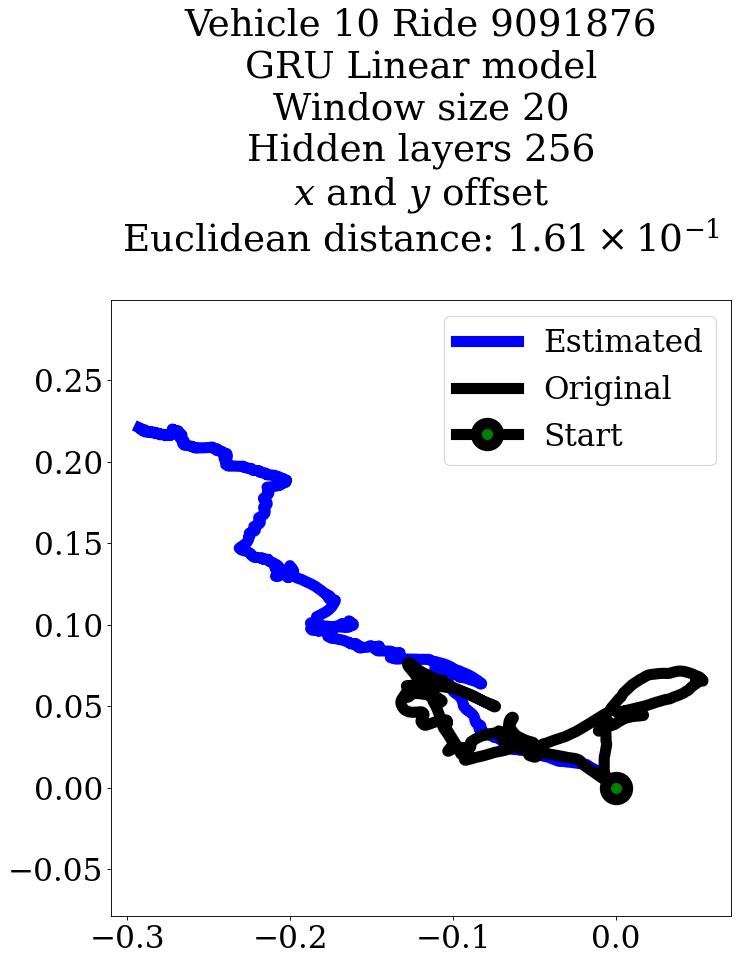 Vehicle 10 Ride 9091876
GRU Linear model
Window size 20
Hidden layers 256
x and y offset
Euclidean distance: 1.61 × 10⁻¹
Estimated
Original
Start
0.25
0.20
0.15
0.10
0.05
0.00
−0.05
−0.3 −0.2 −0.1 0.0